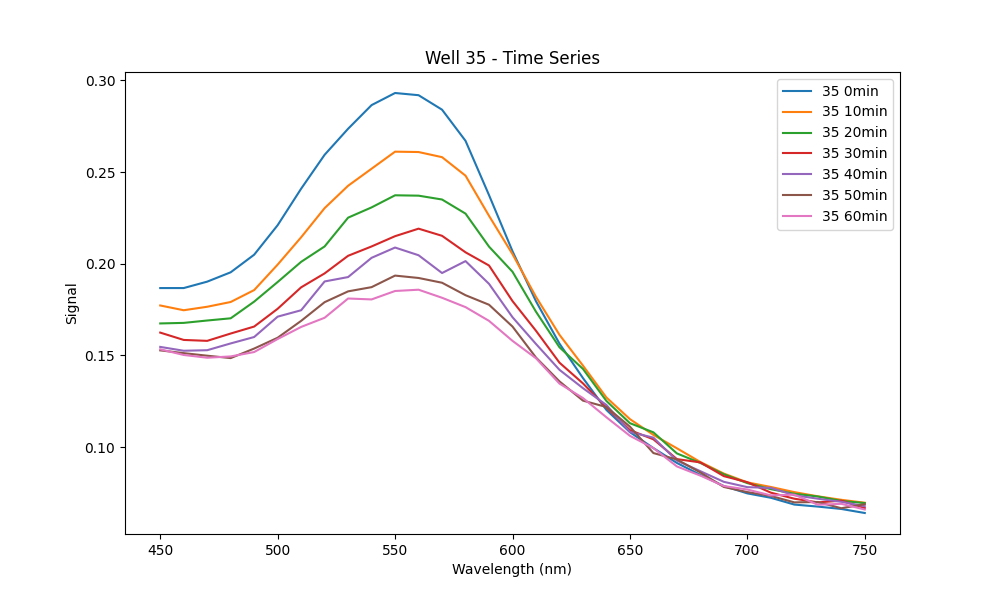 Well 35 - Time Series
0.30
0.25
0.20
0.15
0.10
Signal
450
500
550
600
650
700
750
Wavelength (nm)
35 0min
35 10min
35 20min
35 30min
35 40min
35 50min
35 60min